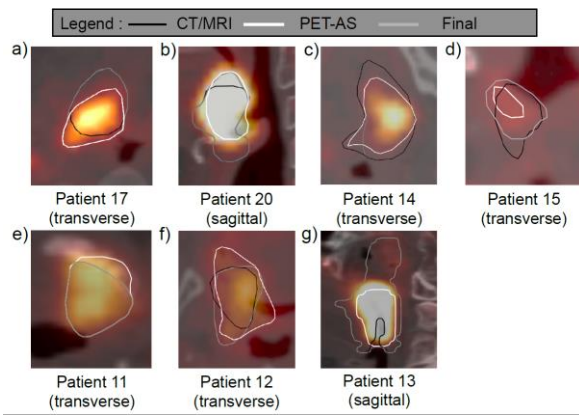 Legend : CT/MRI PET-AS Final
a) b) c) d)
Patient 17 Patient 20 Patient 14 Patient 15
(transverse) (sagittal) (transverse) (transverse)
e) f) g)
Patient 11 Patient 12 Patient 13
(transverse) (transverse) (sagittal)